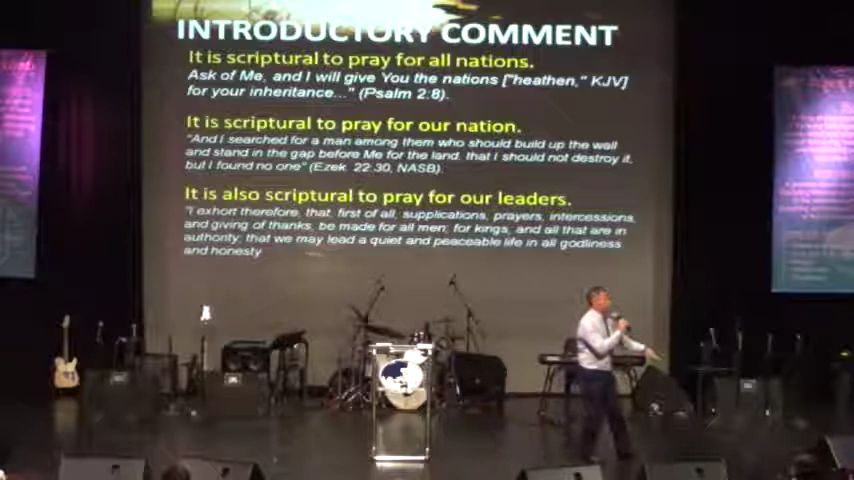 INTRODUCTORY COMMENT
It is scriptural to pray for all nations.
Ask of Me, and I will give You the nations ["heathen," KJV]
for your inheritance..." (Psalm 2:8).
It is scriptural to pray for our nation.
"And I searched for a man among them who should build up the wall
and stand in the gap before Me for the land, that I should not destroy it,
but I found no one" (Ezek. 22:30, NASB).
It is also scriptural to pray for our leaders.
"I exhort therefore, that, first of all, supplications, prayers, intercessions,
and giving of thanks, be made for all men; for kings, and all that are in
authority; that we may lead a quiet and peaceable life in all godliness
and honesty